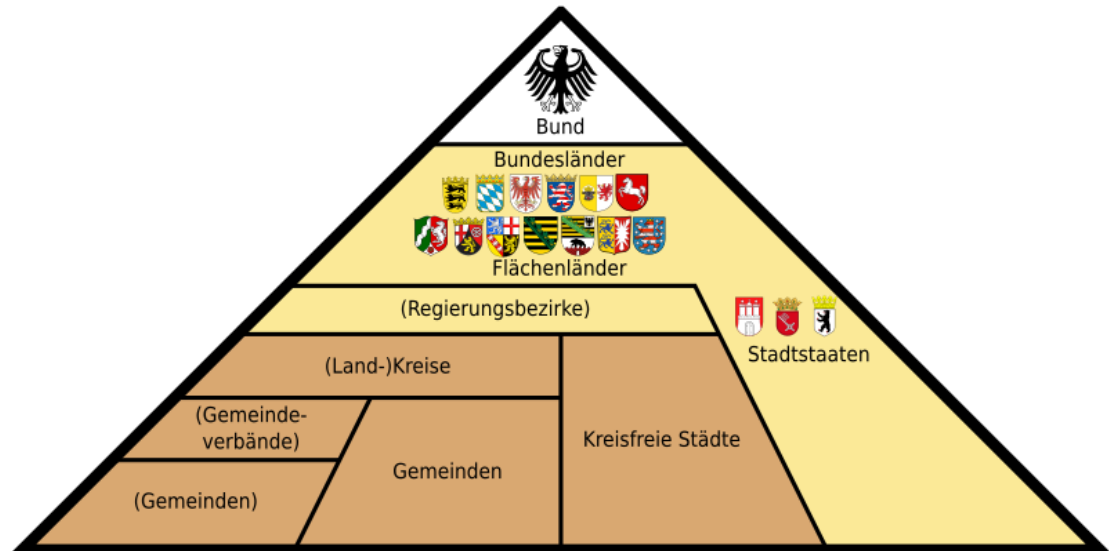 Bund
Bundesländer
Flächenländer
(Regierungsbezirke)
Stadtstaaten
(Land-)Kreise
(Gemeinde-
verbände)
Kreisfreie Städte
Gemeinden
(Gemeinden)